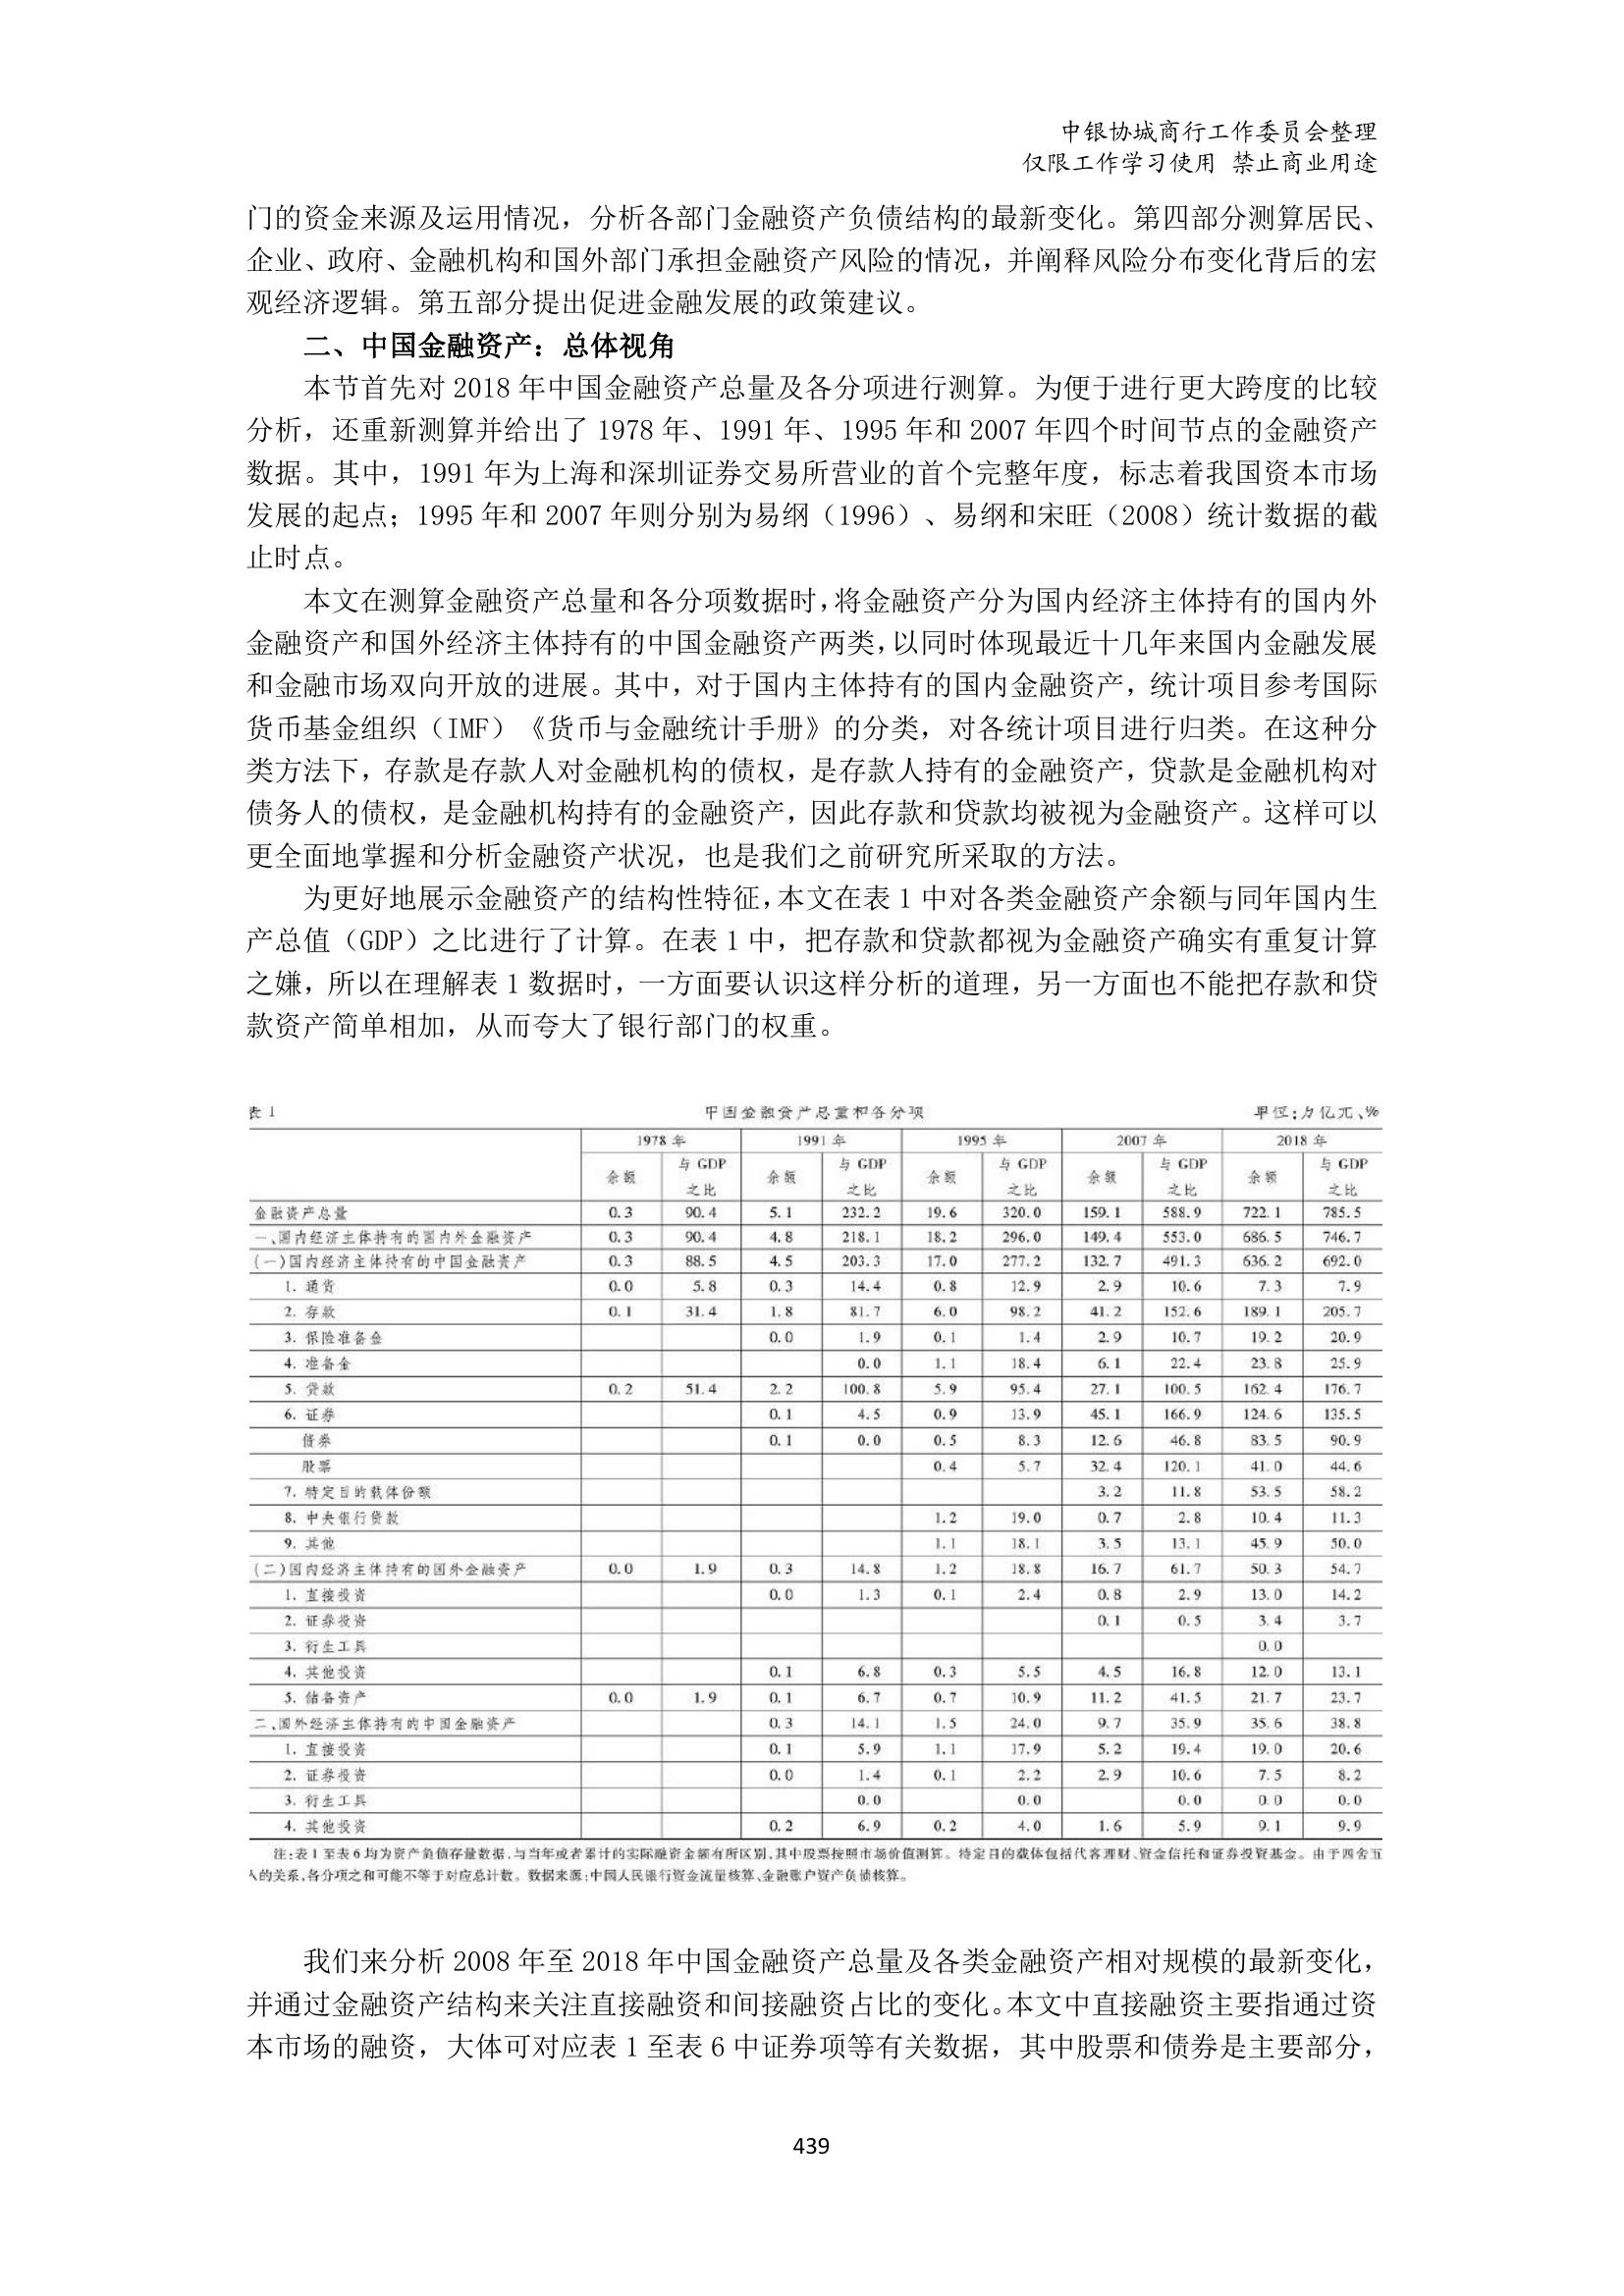 中银协城商行工作委员会整理
仅限工作学习使用 禁止商业用途
门的资金来源及运用情况，分析各部门金融资产负债结构的最新变化。第四部分测算居民、
企业、政府、金融机构和国外部门承担金融资产风险的情况，并阐释风险分布变化背后的宏
观经济逻辑。第五部分提出促进金融发展的政策建议。
二、中国金融资产：总体视角
本节首先对 2018 年中国金融资产总量及各分项进行测算。为便于进行更大跨度的比较
分析，还重新测算并给出了 1978 年、1991 年、1995 年和 2007 年四个时间节点的金融资产
数据。其中，1991 年为上海和深圳证券交易所营业的首个完整年度，标志着我国资本市场
发展的起点；1995 年和 2007 年则分别为易纲（1996）、易纲和宋旺（2008）统计数据的截
止时点。
本文在测算金融资产总量和各分项数据时，将金融资产分为国内经济主体持有的国内外
金融资产和国外经济主体持有的中国金融资产两类，以同时体现最近十几年来国内金融发展
和金融市场双向开放的进展。其中，对于国内主体持有的国内金融资产，统计项目参考国际
货币基金组织（IMF）《货币与金融统计手册》的分类，对各统计项目进行归类。在这种分
类方法下，存款是存款人对金融机构的债权，是存款人持有的金融资产，贷款是金融机构对
债务人的债权，是金融机构持有的金融资产，因此存款和贷款均被视为金融资产。这样可以
更全面地掌握和分析金融资产状况，也是我们之前研究所采取的方法。
为更好地展示金融资产的结构性特征，本文在表 1 中对各类金融资产余额与同年国内生
产总值（GDP）之比进行了计算。在表 1 中，把存款和贷款都视为金融资产确实有重复计算
之嫌，所以在理解表 1 数据时，一方面要认识这样分析的道理，另一方面也不能把存款和贷
款资产简单相加，从而夸大了银行部门的权重。
表 1 中国金融资产总量和各分项 单位：万亿元、%
1978 年 1991 年 1995 年 2007 年 2018 年
余额 与 GDP 之比 余额 与 GDP 之比 余额 与 GDP 之比 余额 与 GDP 之比 余额 与 GDP 之比
金融资产总量 0.3 90.4 5.1 232.2 19.6 320.0 159.1 588.9 722.1 785.5
一、国内经济主体持有的国内外金融资产 0.3 90.4 4.8 218.1 18.2 296.0 149.4 553.0 686.5 746.7
(一)国内经济主体持有的中国金融资产 0.3 88.5 4.5 203.3 17.0 277.2 132.7 491.3 636.2 692.0
1. 通货 0.0 5.8 0.3 14.4 0.8 12.9 2.9 10.6 7.3 7.9
2. 存款 0.1 31.4 1.8 81.7 6.0 98.2 41.2 152.6 189.1 205.7
3. 保险准备金 0.0 1.9 0.1 1.4 2.9 10.7 19.2 20.9
4. 准备金 0.0 1.1 18.4 6.1 22.4 23.8 25.9
5. 贷款 0.2 51.4 2.2 100.8 5.9 95.4 27.1 100.5 162.4 176.7
6. 证券 0.1 4.5 0.9 13.9 45.1 166.9 124.6 135.5
债券 0.1 0.0 0.5 8.3 12.6 46.8 83.5 90.9
股票 0.4 5.7 32.4 120.1 41.0 44.6
7. 特定目的载体份额 3.2 11.8 53.5 58.2
8. 中央银行贷款 1.2 19.0 0.7 2.8 10.4 11.3
9. 其他 1.1 18.1 3.5 13.1 45.9 50.0
(二)国内经济主体持有的国外金融资产 0.0 1.9 0.3 14.8 1.2 18.8 16.7 61.7 50.3 54.7
1. 直接投资 0.0 1.3 0.1 2.4 0.8 2.9 13.0 14.2
2. 证券投资 0.1 0.5 3.4 3.7
3. 衍生工具 0.0
4. 其他投资 0.1 6.8 0.3 5.5 4.5 16.8 12.0 13.1
5. 储备资产 0.0 1.9 0.1 6.7 0.7 10.9 11.2 41.5 21.7 23.7
二、国外经济主体持有的中国金融资产 0.3 14.1 1.5 24.0 9.7 35.9 35.6 38.8
1. 直接投资 0.1 5.9 1.1 17.9 5.2 19.4 19.0 20.6
2. 证券投资 0.0 1.4 0.1 2.2 2.9 10.6 7.5 8.2
3. 衍生工具 0.0 0.0 0.0 0.0 0.0
4. 其他投资 0.2 6.9 0.2 4.0 1.6 5.9 9.1 9.9
注：表 1 至表 6 均为资产负债存量数据，与当年或者累计的实际融资金额有所区别，其中股票按照市场价值测算。特定目的载体包括代客理财、资金信托和证券投资基金。由于四舍五
入的关系，各分项之和可能不等于对应总计数。数据来源：中国人民银行资金流量核算、金融账户资产负债核算。
我们来分析 2008 年至 2018 年中国金融资产总量及各类金融资产相对规模的最新变化，
并通过金融资产结构来关注直接融资和间接融资占比的变化。本文中直接融资主要指通过资
本市场的融资，大体可对应表 1 至表 6 中证券项等有关数据，其中股票和债券是主要部分，
439